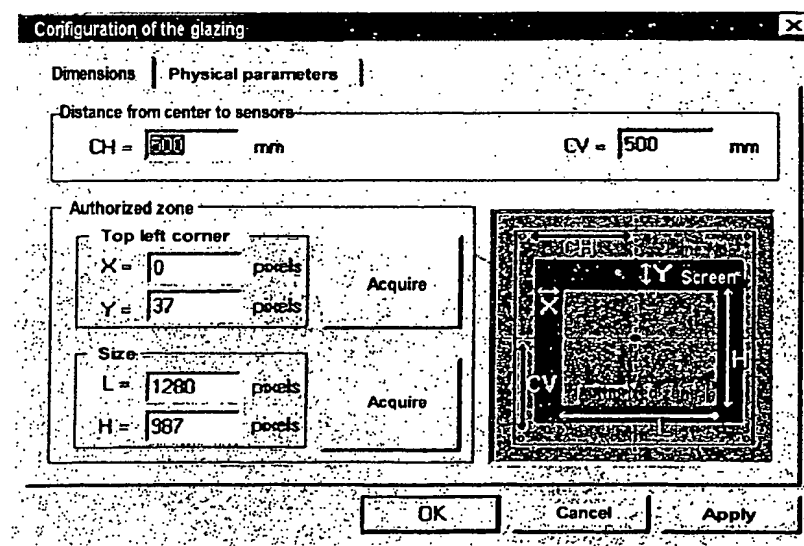 Configuration of the glazing
Dimensions Physical parameters
Distance from center to sensors
CH = mm CV = 500 mm
Authorized zone
Top left corner
X = 0 pixels
Y = 37 pixels
Acquire
Size
L = 1280 pixels
H = 987 pixels
Acquire
CH
Y Screen
X
H
CV
L
OK Cancel Apply